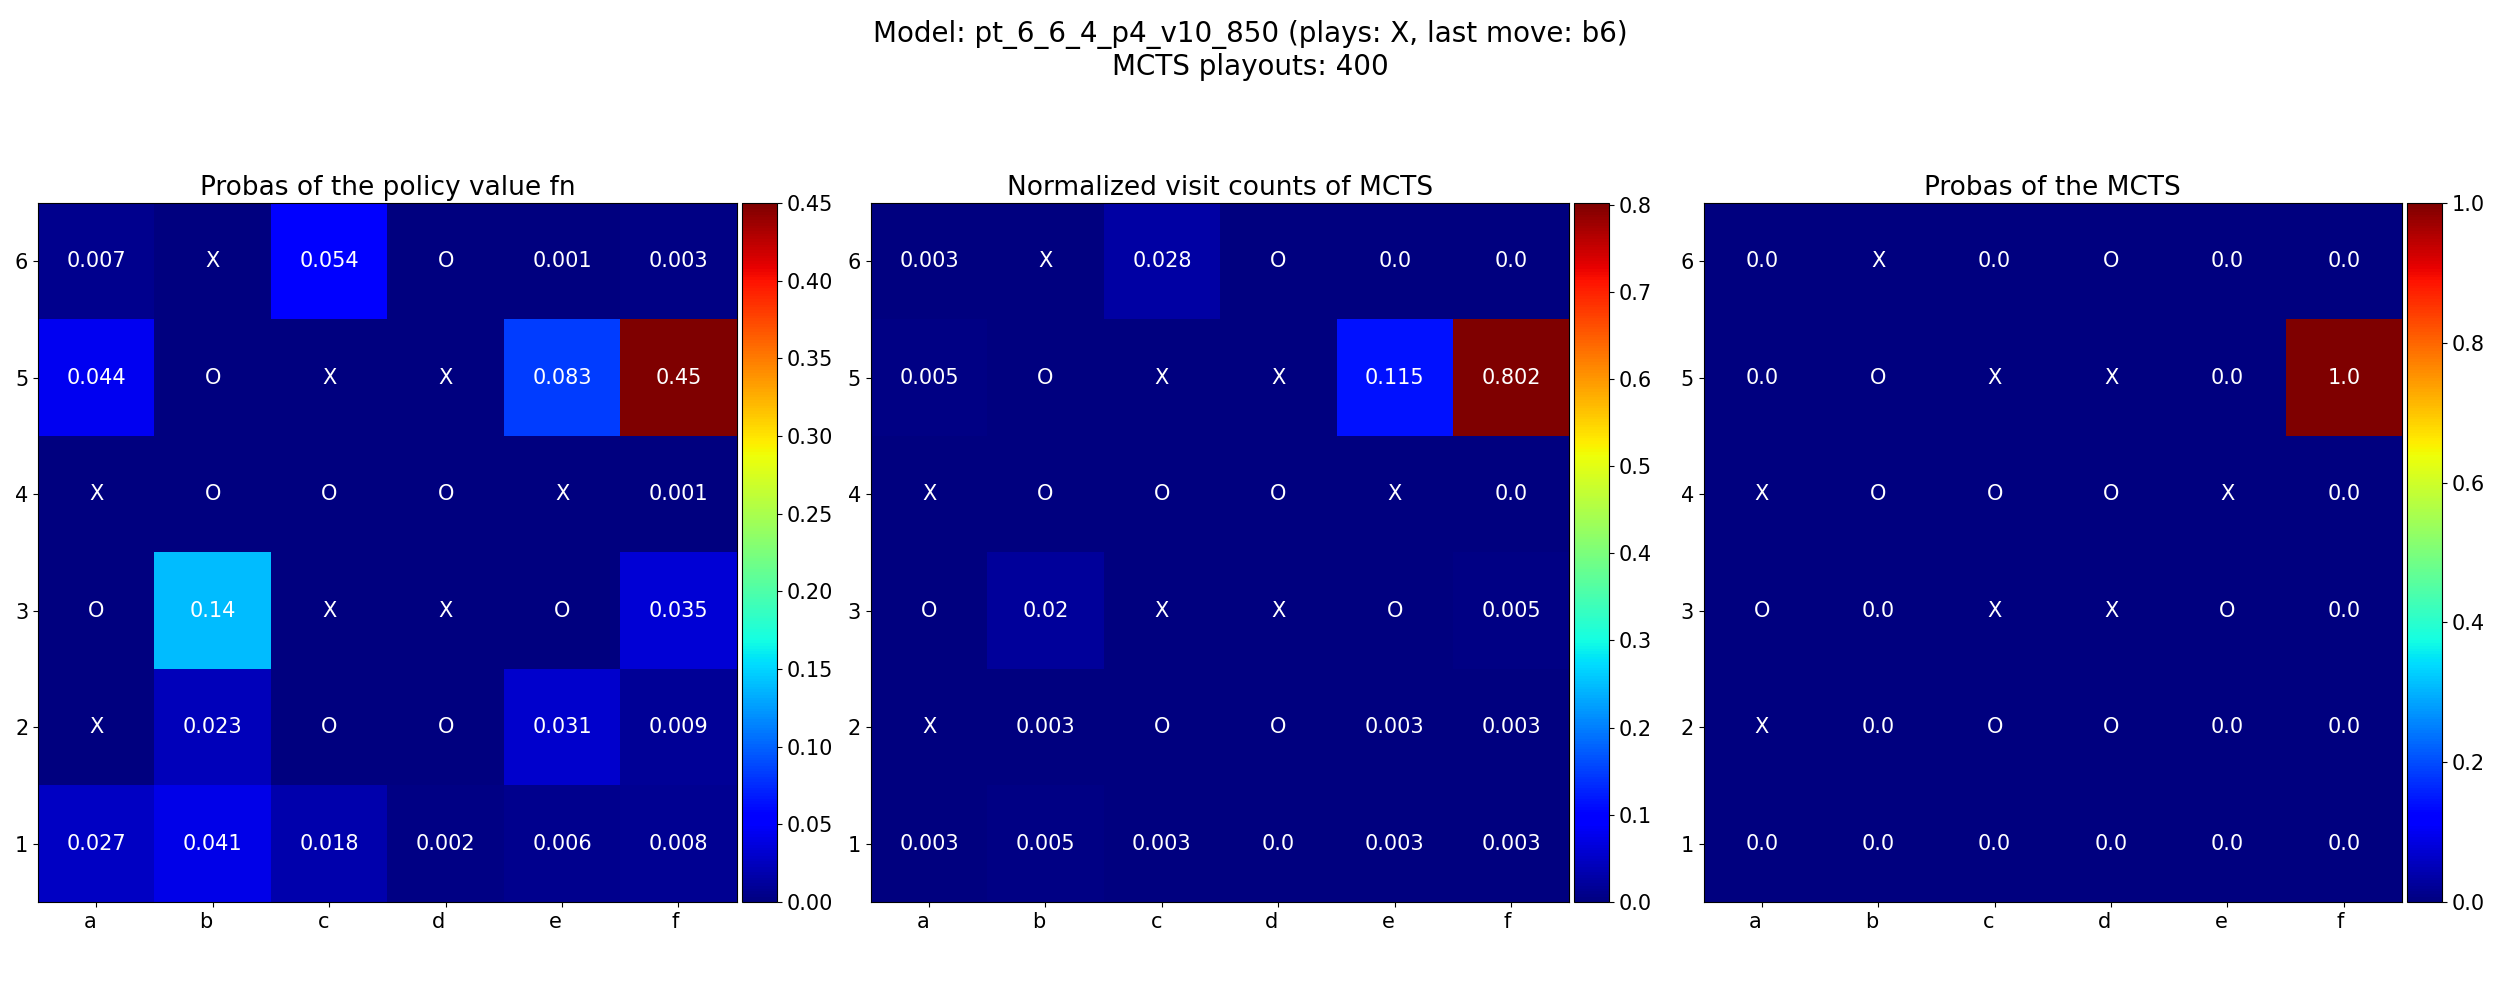 Model: pt_6_6_4_p4_v10_850 (plays: X, last move: b6)
MCTS playouts: 400
Probas of the policy value fn
6 0.007 X 0.054 O 0.001 0.003
5 0.044 O X X 0.083 0.45
4 X O O O X 0.001
3 O 0.14 X X O 0.035
2 X 0.023 O O 0.031 0.009
1 0.027 0.041 0.018 0.002 0.006 0.008
a b c d e f
0.45
0.40
0.35
0.30
0.25
0.20
0.15
0.10
0.05
0.00
Normalized visit counts of MCTS
6 0.003 X 0.028 O 0.0 0.0
5 0.005 O X X 0.115 0.802
4 X O O O X 0.0
3 O 0.02 X X O 0.005
2 X 0.003 O O 0.003 0.003
1 0.003 0.005 0.003 0.0 0.003 0.003
a b c d e f
0.8
0.7
0.6
0.5
0.4
0.3
0.2
0.1
0.0
Probas of the MCTS
6 0.0 X 0.0 O 0.0 0.0
5 0.0 O X X 0.0 1.0
4 X O O O X 0.0
3 O 0.0 X X O 0.0
2 X 0.0 O O 0.0 0.0
1 0.0 0.0 0.0 0.0 0.0 0.0
a b c d e f
1.0
0.8
0.6
0.4
0.2
0.0